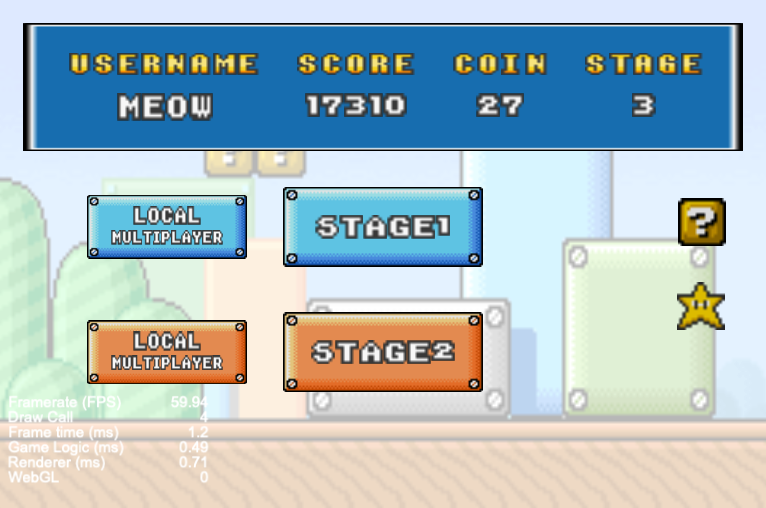 USERNAME SCORE COIN STAGE
MEOW 17310 27 3
? ?
LOCAL
MULTIPLAYER
STAGE1
?
LOCAL
MULTIPLAYER
STAGE2
Framerate (FPS) 59.94
Draw Call 4
Frame time (ms) 1.2
Game Logic (ms) 0.49
Renderer (ms) 0.71
WebGL 0